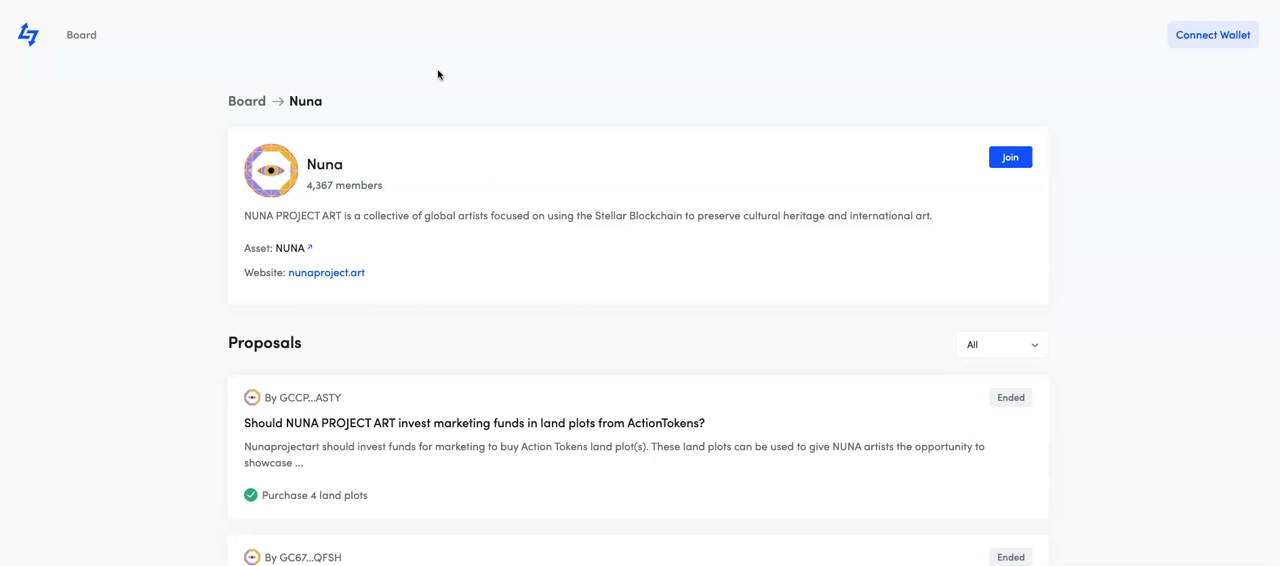 Board
Connect Wallet
Board → Nuna
Nuna
Join
4,367 members
NUNA PROJECT ART is a collective of global artists focused on using the Stellar Blockchain to preserve cultural heritage and international art.
Asset: NUNA ↗
Website: nunaproject.art
Proposals
All
By GCCP...ASTY
Ended
Should NUNA PROJECT ART invest marketing funds in land plots from ActionTokens?
Nunaprojectart should invest funds for marketing to buy Action Tokens land plot(s). These land plots can be used to give NUNA artists the opportunity to
showcase ...
Purchase 4 land plots
By GC67...QFSH
Ended